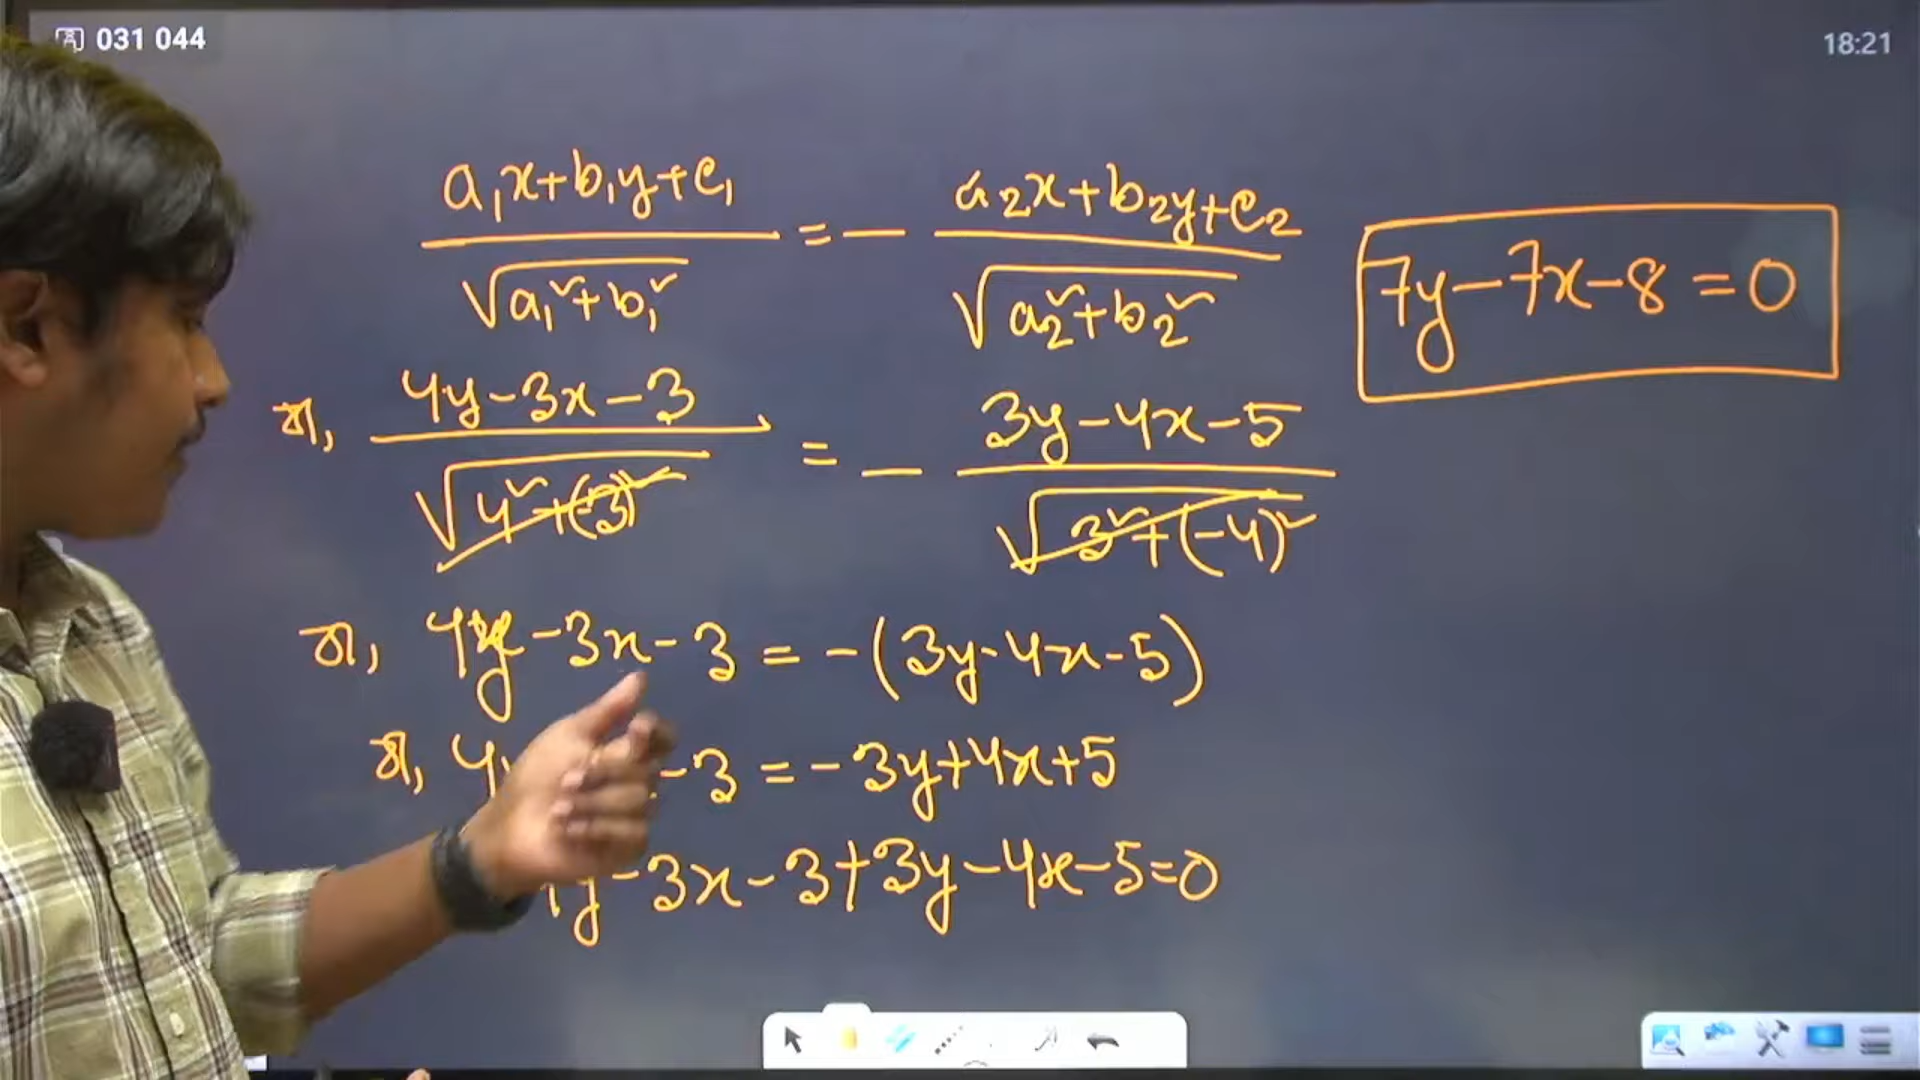 031 044
18:21
a₁x+b₁y+c₁ / √(a₁²+b₁²) = - a₂x+b₂y+c₂ / √(a₂²+b₂²)
7y-7x-8=0
বা, 4y-3x-3 / √(4²+(-3)²) = - 3y-4x-5 / √(3²+(-4)²)
বা, 4y-3x-3=-(3y-4x-5)
বা, 4 -3=-3y+4x+5
y-3x-3+3y-4x-5=0